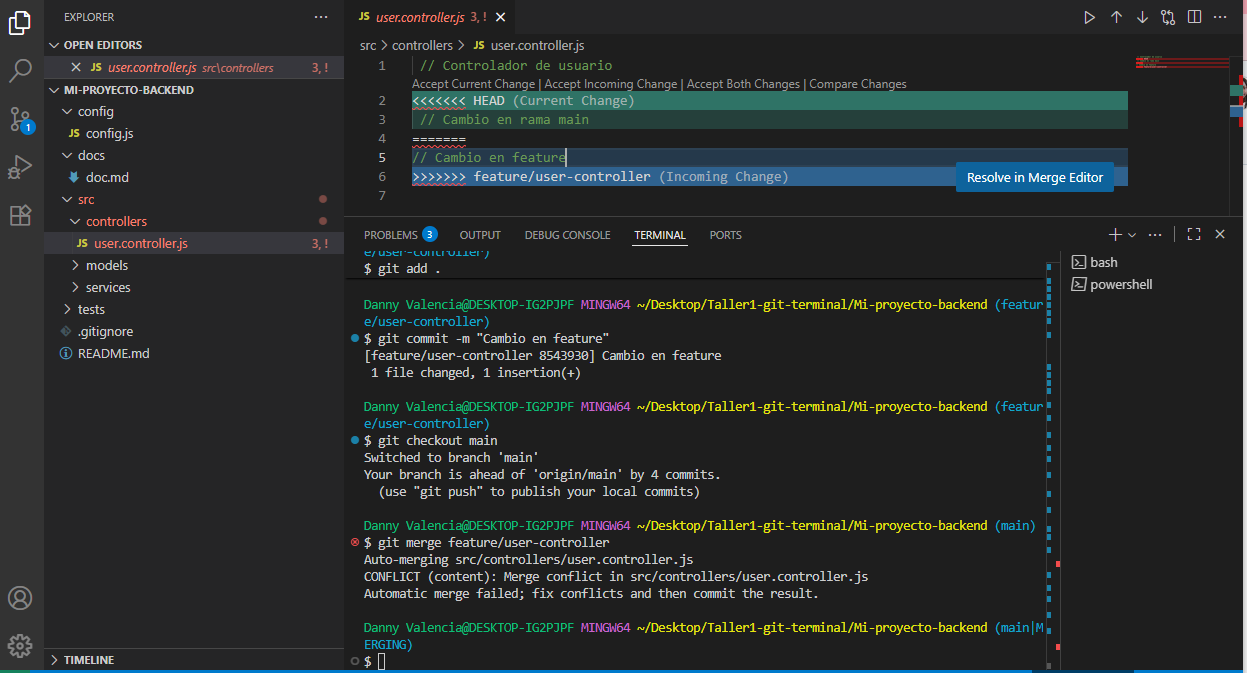 EXPLORER
OPEN EDITORS
JS user.controller.js src\controllers 3, !
MI-PROYECTO-BACKEND
config
JS config.js
docs
doc.md
src
controllers
JS user.controller.js 3, !
models
services
tests
.gitignore
README.md
TIMELINE
1
JS user.controller.js 3, !
src > controllers > JS user.controller.js
1 // Controlador de usuario
Accept Current Change | Accept Incoming Change | Accept Both Changes | Compare Changes
2 <<<<<<< HEAD (Current Change)
3 // Cambio en rama main
4 =======
5 // Cambio en feature
6 >>>>>>> feature/user-controller (Incoming Change)
7
Resolve in Merge Editor
PROBLEMS 3 OUTPUT DEBUG CONSOLE TERMINAL PORTS
e/user-controller)
$ git add .
Danny Valencia@DESKTOP-IG2PJPF MINGW64 ~/Desktop/Taller1-git-terminal/Mi-proyecto-backend (featur
e/user-controller)
$ git commit -m "Cambio en feature"
[feature/user-controller 8543930] Cambio en feature
1 file changed, 1 insertion(+)
Danny Valencia@DESKTOP-IG2PJPF MINGW64 ~/Desktop/Taller1-git-terminal/Mi-proyecto-backend (featur
e/user-controller)
$ git checkout main
Switched to branch 'main'
Your branch is ahead of 'origin/main' by 4 commits.
(use "git push" to publish your local commits)
Danny Valencia@DESKTOP-IG2PJPF MINGW64 ~/Desktop/Taller1-git-terminal/Mi-proyecto-backend (main)
$ git merge feature/user-controller
Auto-merging src/controllers/user.controller.js
CONFLICT (content): Merge conflict in src/controllers/user.controller.js
Automatic merge failed; fix conflicts and then commit the result.
Danny Valencia@DESKTOP-IG2PJPF MINGW64 ~/Desktop/Taller1-git-terminal/Mi-proyecto-backend (main|M
ERGING)
$
bash
powershell